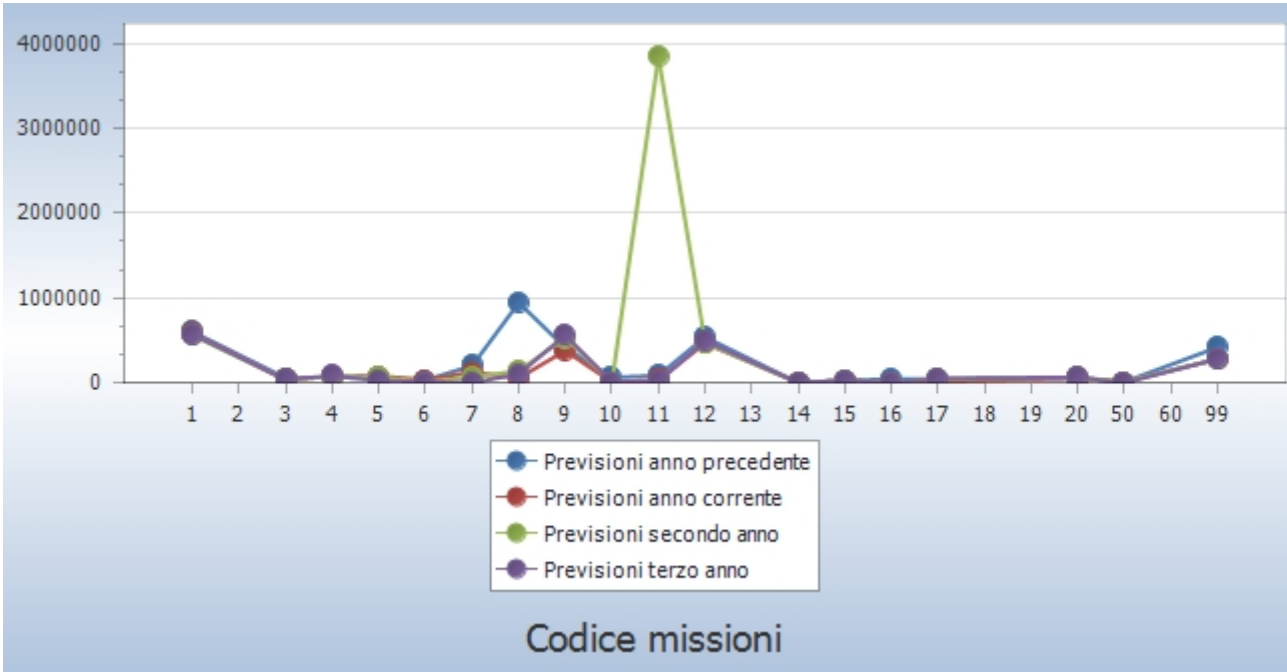 4000000
3000000
2000000
1000000
0
1 2 3 4 5 6 7 8 9 10 11 12 13 14 15 16 17 18 19 20 50 60 99
Previsioni anno precedente
Previsioni anno corrente
Previsioni secondo anno
Previsioni terzo anno
Codice missioni